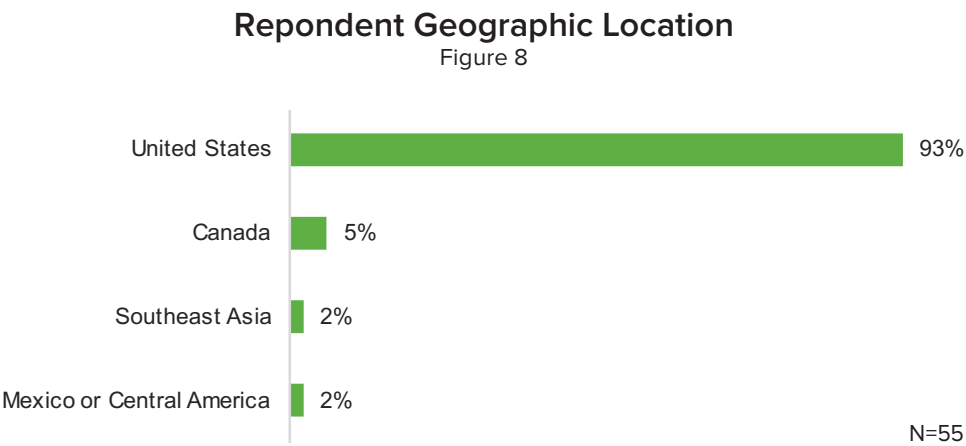 Repondent Geographic Location
Figure 8
United States 93%
Canada 5%
Southeast Asia 2%
Mexico or Central America 2%
N=55